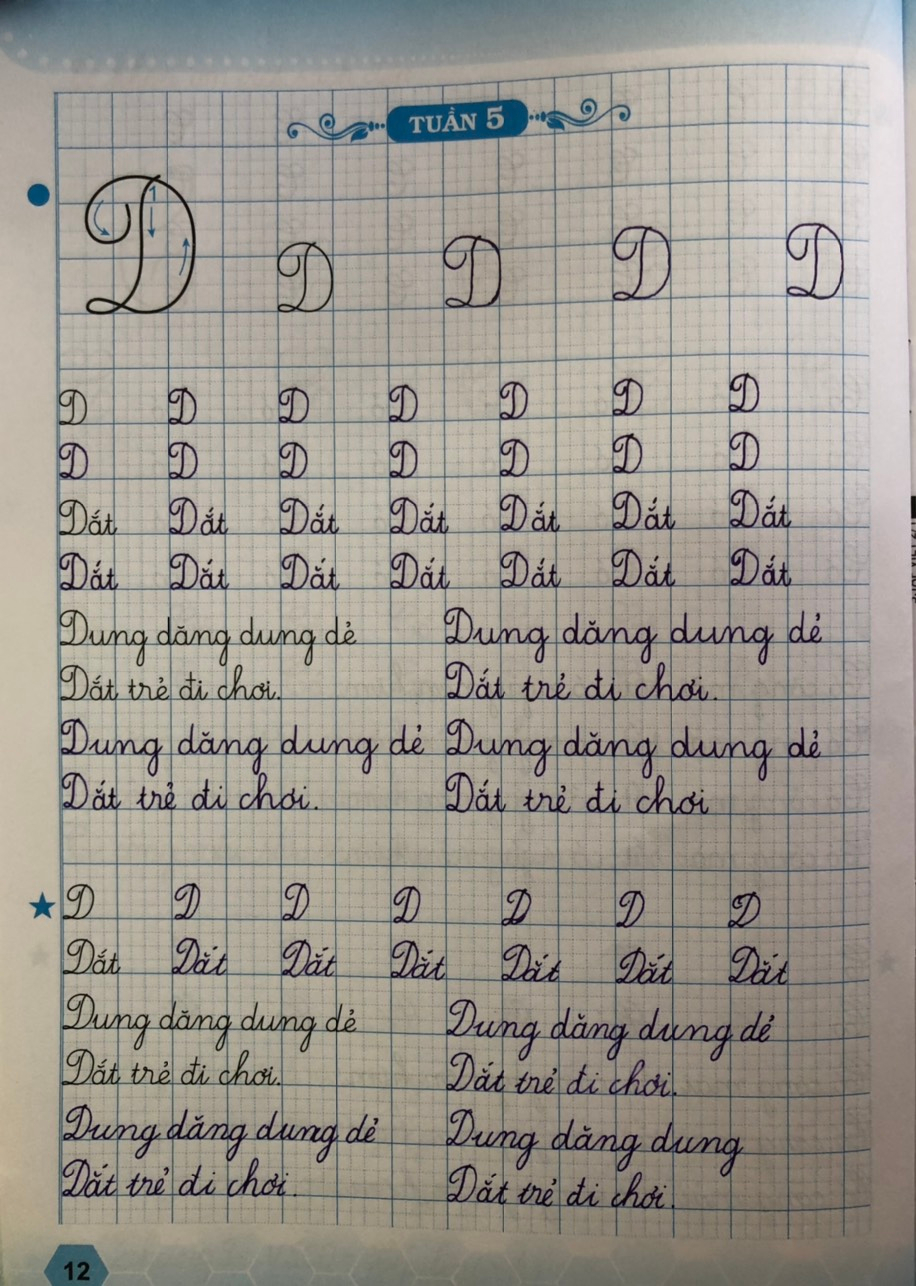 TUẦN 5
1
D D D D D
D D D D D D D
D D D D D D D
Dắt Dắt Dắt Dắt Dắt Dắt Dắt
Dắt Dắt Dắt Dắt Dắt Dắt Dắt
Dung dăng dung dẻ Dung dăng dung dẻ
Dắt trẻ đi chơi. Dắt trẻ đi chơi.
Dung dăng dung dẻ Dung dăng dung dẻ
Dắt trẻ đi chơi. Dắt trẻ đi chơi
D D D D D D D
Dắt Dắt Dắt Dắt Dắt Dắt Dắt
Dung dăng dung dẻ Dung dăng dung dẻ
Dắt trẻ đi chơi. Dắt trẻ đi chơi.
Dung dăng dung dẻ Dung dăng dung
Dắt trẻ đi chơi. Dắt trẻ đi chơi.
12